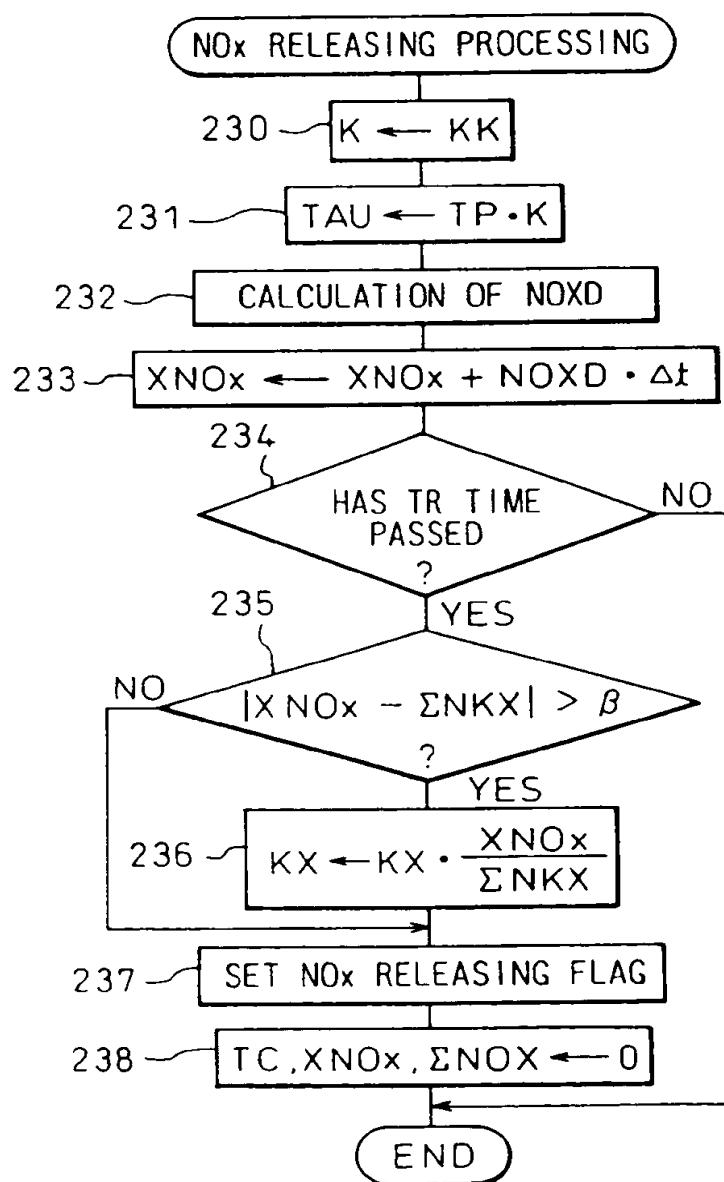 NOx RELEASING PROCESSING
230
K ← KK
231
TAU ← TP·K
232
CALCULATION OF NOXD
233
XNOx ← XNOx + NOXD · Δt
234
HAS TR TIME
PASSED
?
NO
YES
235
NO
|XNOx − ΣNKX| > β
?
YES
236
KX ← KX · XNOx
ΣNKX
237
SET NOx RELEASING FLAG
238
TC, XNOx, ΣNOX ← 0
END